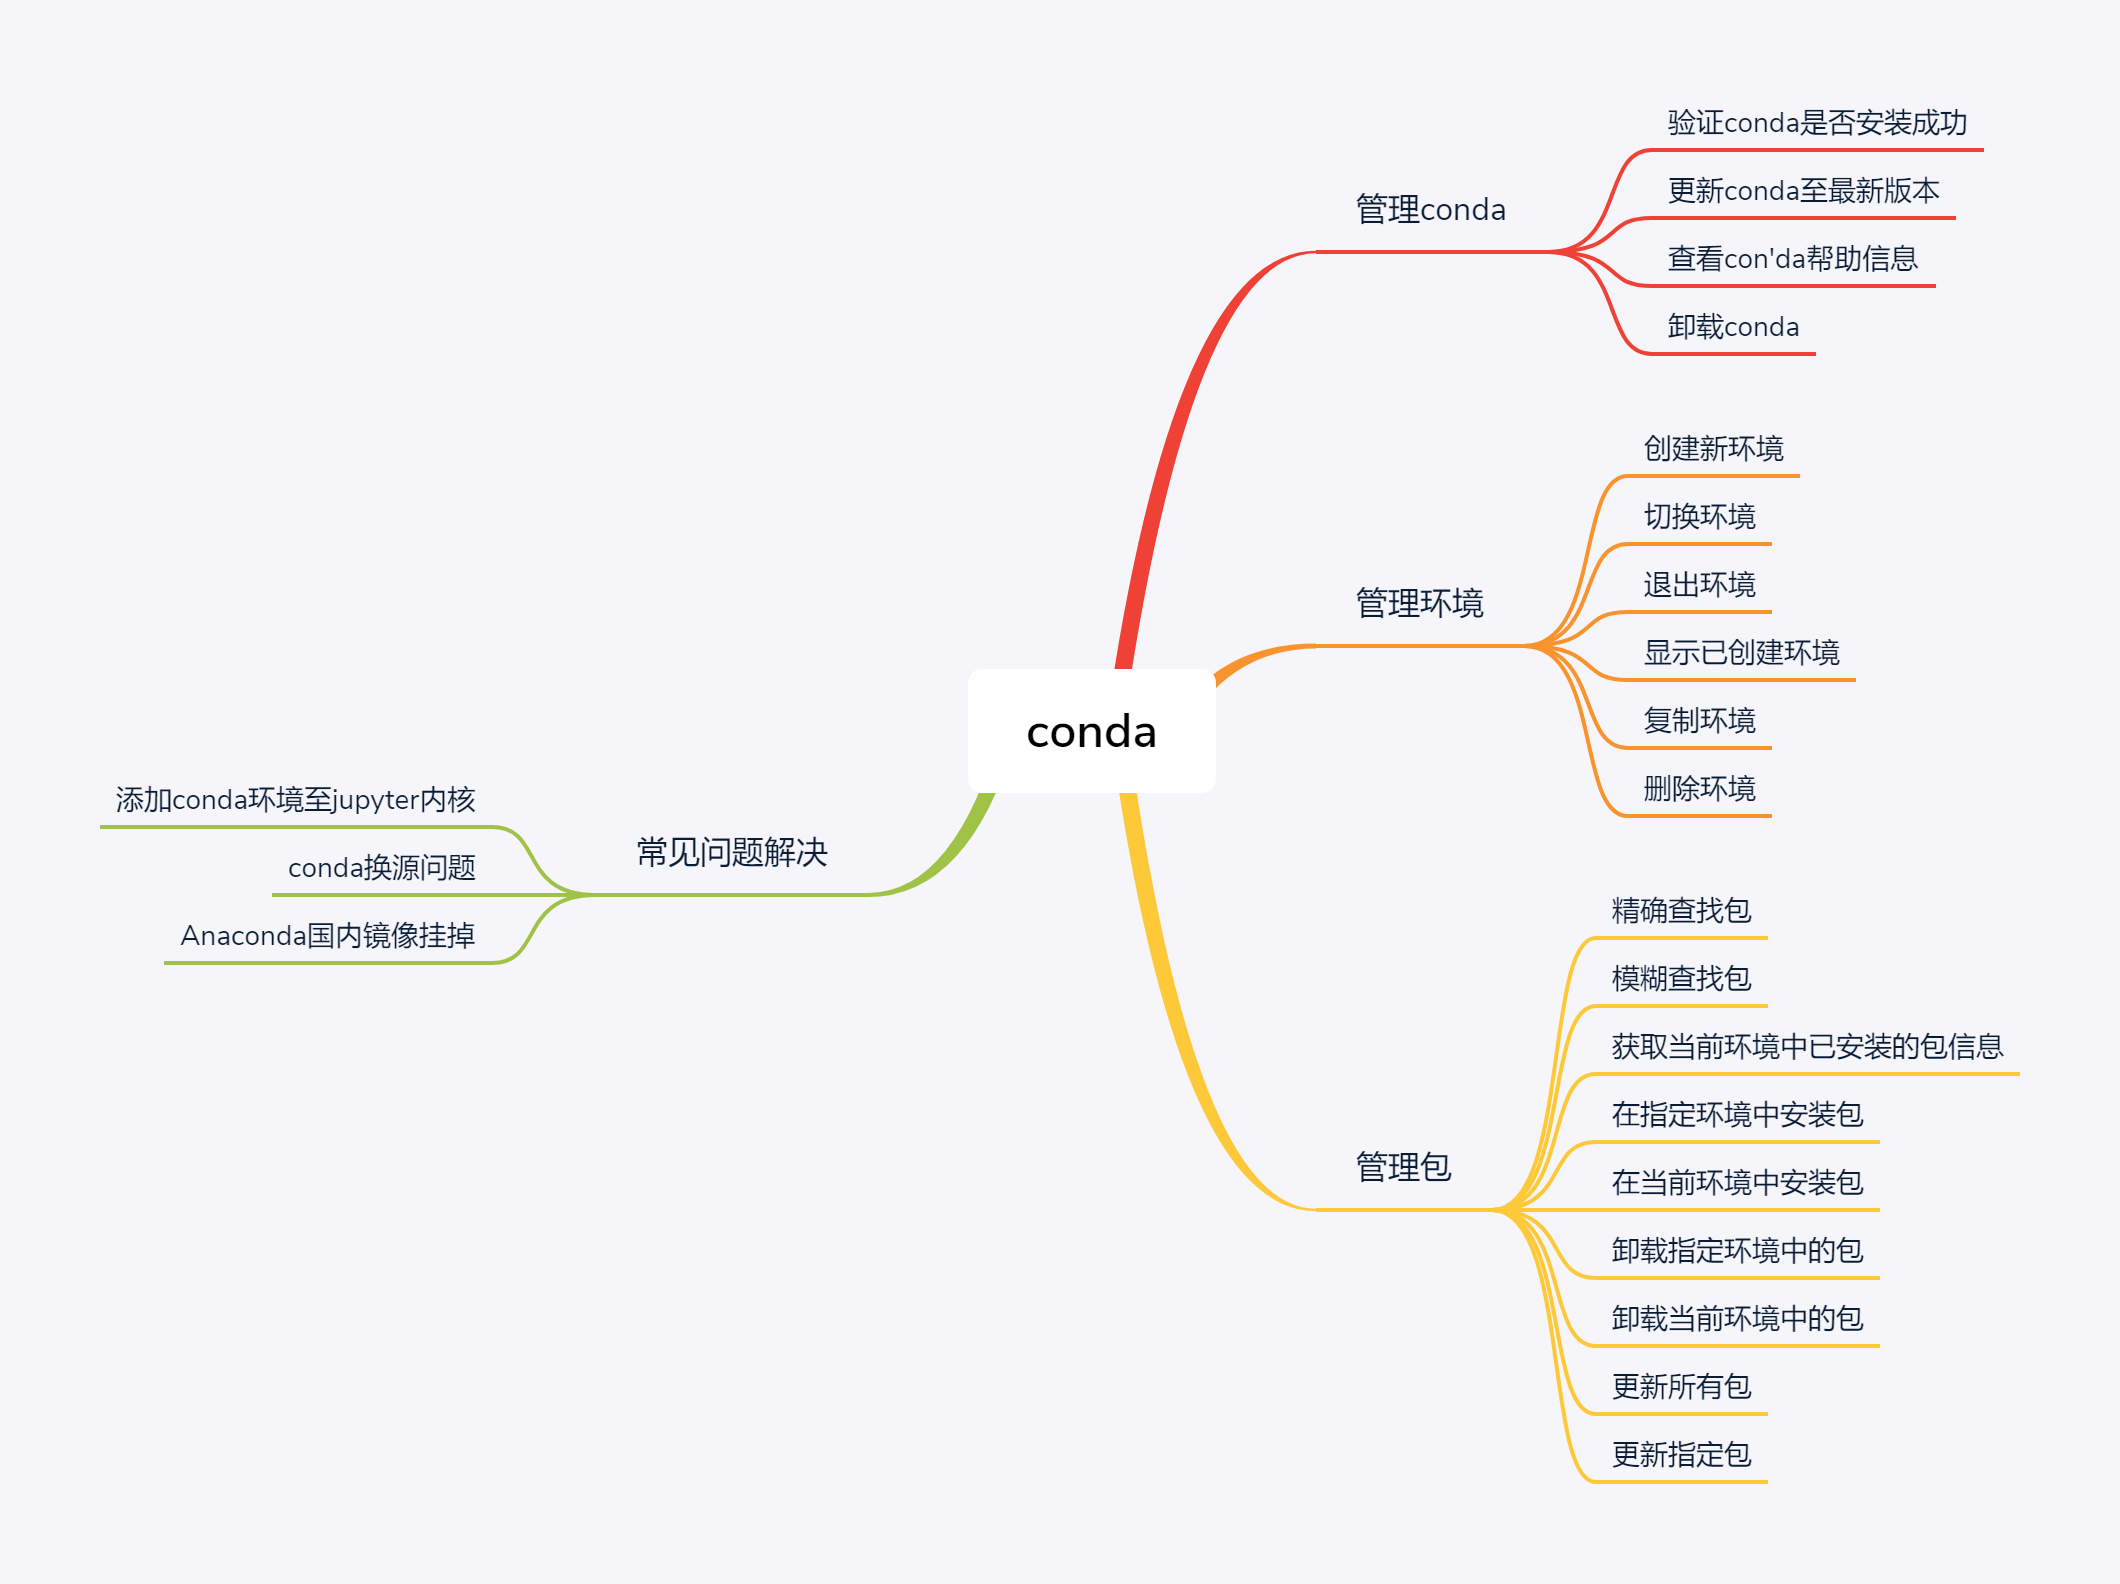 conda
管理conda
验证conda是否安装成功
更新conda至最新版本
查看con'da帮助信息
卸载conda
管理环境
创建新环境
切换环境
退出环境
显示已创建环境
复制环境
删除环境
管理包
精确查找包
模糊查找包
获取当前环境中已安装的包信息
在指定环境中安装包
在当前环境中安装包
卸载指定环境中的包
卸载当前环境中的包
更新所有包
更新指定包
常见问题解决
添加conda环境至jupyter内核
conda换源问题
Anaconda国内镜像挂掉